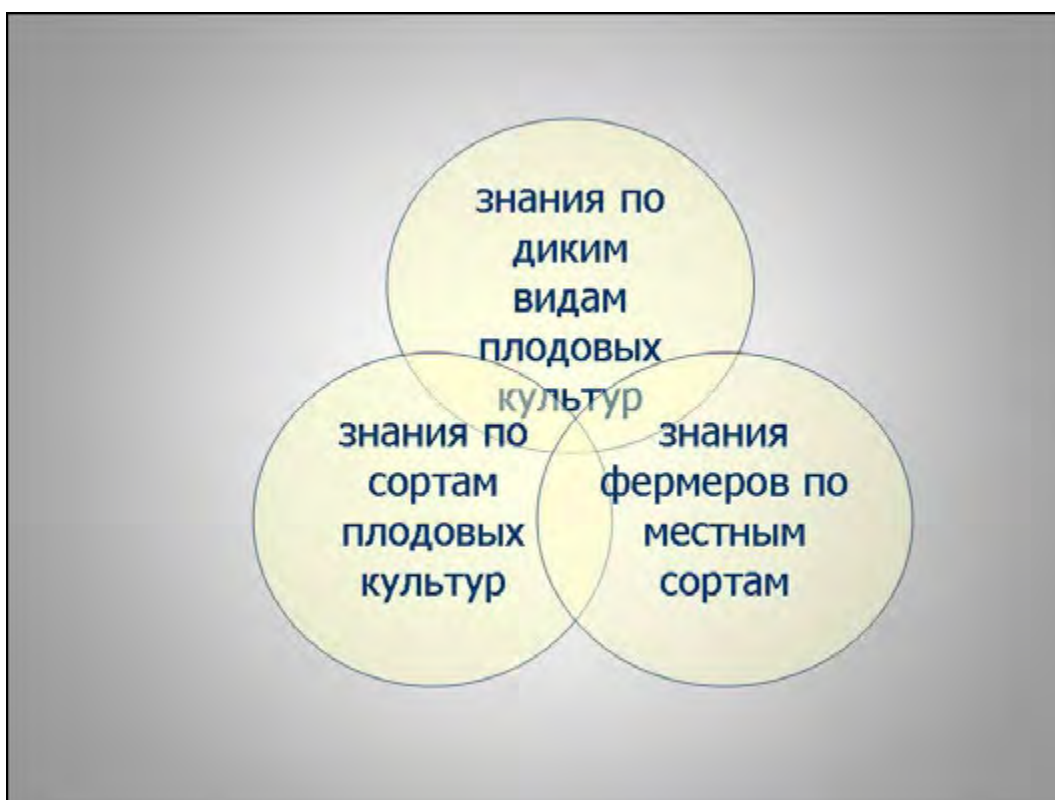 знания по
диким
видам
плодовых
культур
знания по
сортам
плодовых
культур
знания
фермеров по
местным
сортам